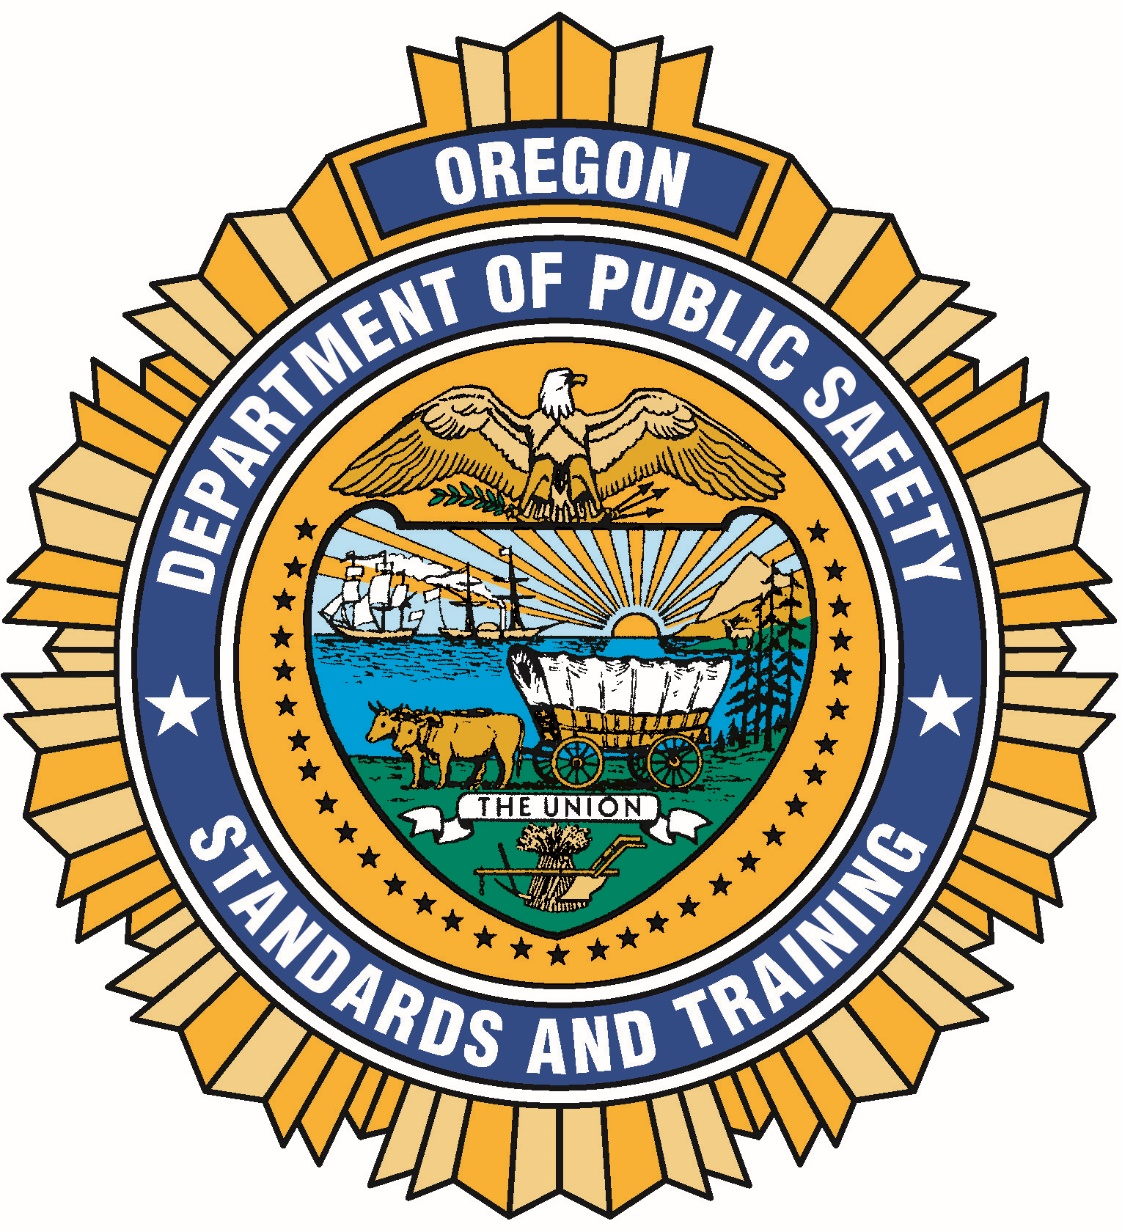 OREGON
DEPARTMENT OF PUBLIC SAFETY
THE UNION
STANDARDS AND TRAINING